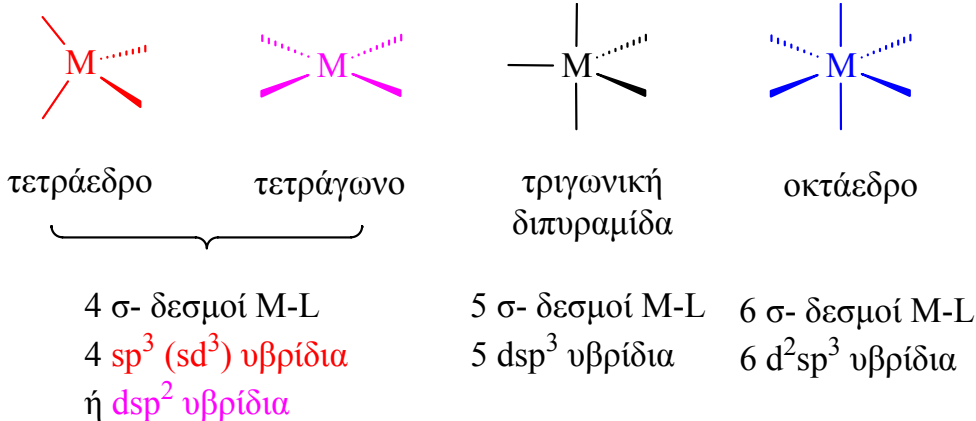 M M M M
τετράεδρο τετράγωνο τριγωνική διπυραμίδα οκτάεδρο
4 σ- δεσμοί M-L
4 sp³ (sd³) υβρίδια
ή dsp² υβρίδια
5 σ- δεσμοί M-L
5 dsp³ υβρίδια
6 σ- δεσμοί M-L
6 d²sp³ υβρίδια